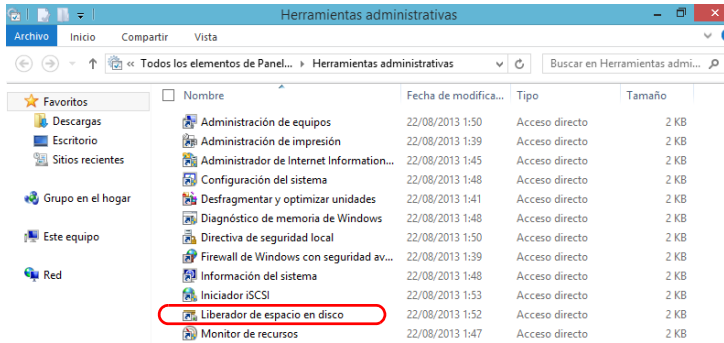 Herramientas administrativas
Archivo Inicio Compartir Vista
« Todos los elementos de Panel... Herramientas administrativas Buscar en Herramientas admi...
Favoritos Nombre Fecha de modifica... Tipo Tamaño
Descargas Administración de equipos 22/08/2013 1:50 Acceso directo 2 KB
Escritorio Administración de impresión 22/08/2013 1:39 Acceso directo 2 KB
Sitios recientes Administrador de Internet Information... 22/08/2013 1:45 Acceso directo 2 KB
Configuración del sistema 22/08/2013 1:48 Acceso directo 2 KB
Grupo en el hogar Desfragmentar y optimizar unidades 22/08/2013 1:41 Acceso directo 2 KB
Diagnóstico de memoria de Windows 22/08/2013 1:48 Acceso directo 2 KB
Este equipo Directiva de seguridad local 22/08/2013 1:50 Acceso directo 2 KB
Firewall de Windows con seguridad av... 22/08/2013 1:39 Acceso directo 2 KB
Red Información del sistema 22/08/2013 1:48 Acceso directo 2 KB
Iniciador iSCSI 22/08/2013 1:53 Acceso directo 2 KB
Liberador de espacio en disco 22/08/2013 1:52 Acceso directo 2 KB
Monitor de recursos 22/08/2013 1:47 Acceso directo 2 KB